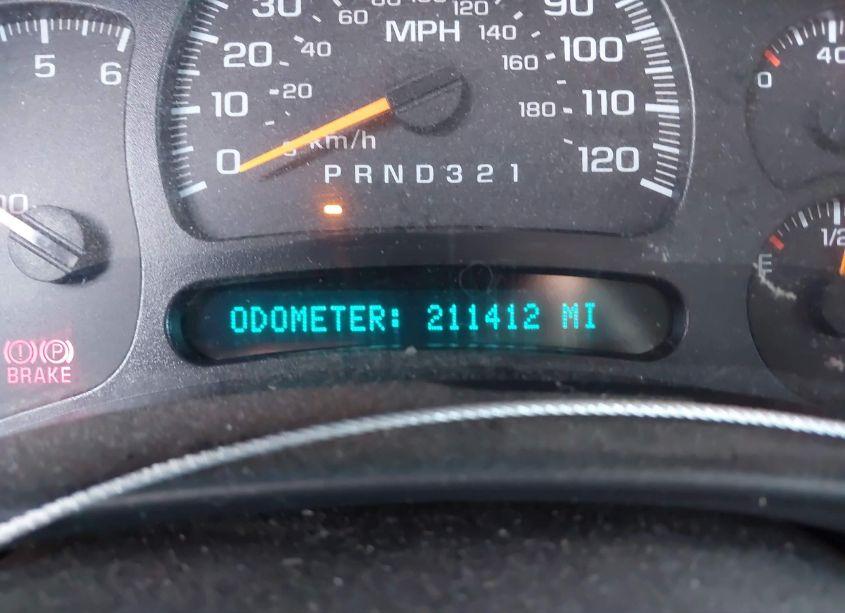 5 6
30 60 80 120 90
MPH 140
20 40 160 100
10 20 180 110
0 km/h 120
PRND321
0 40
E 1/2
ODOMETER: 211412 MI
(!) (P)
BRAKE